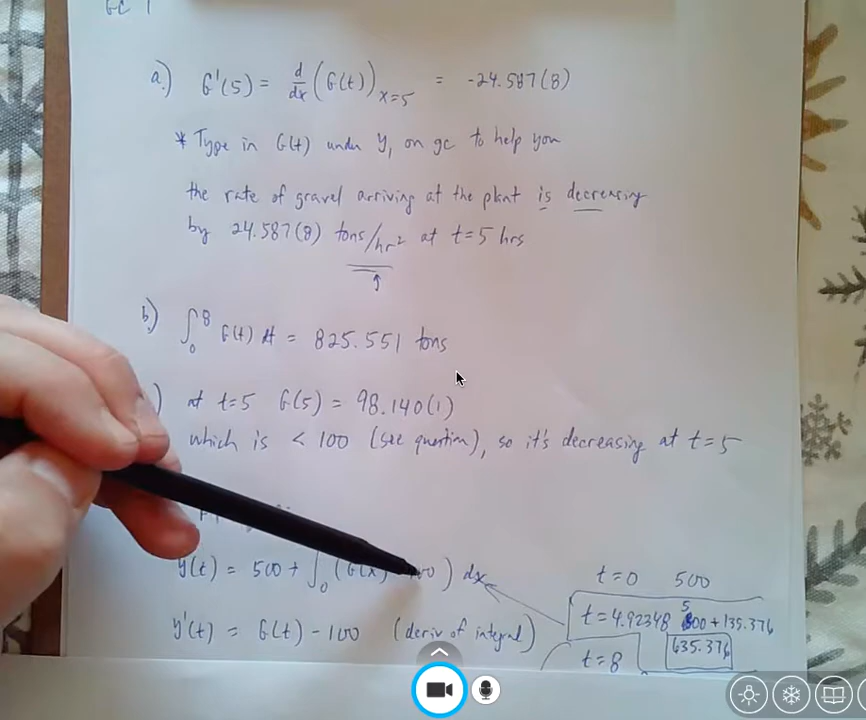 GC 1
a.) G'(5) = d/dx (G(t)) x=5 = -24.587(8)
* Type in G(t) under y, on gc to help you
the rate of gravel arriving at the plant is decreasing
by 24.587(8) tons/hr² at t=5 hrs
b.) ∫₀⁸ G(t) dt = 825.551 tons
) at t=5 G(5) = 98.140(1)
which is < 100 (see question), so it's decreasing at t=5
y(t) = 500 + ∫₀ (G(x) ) dx
y'(t) = G(t) - 100 (deriv of integral)
t=0 500
t=4.92348 500+135.376
635.376
t=8